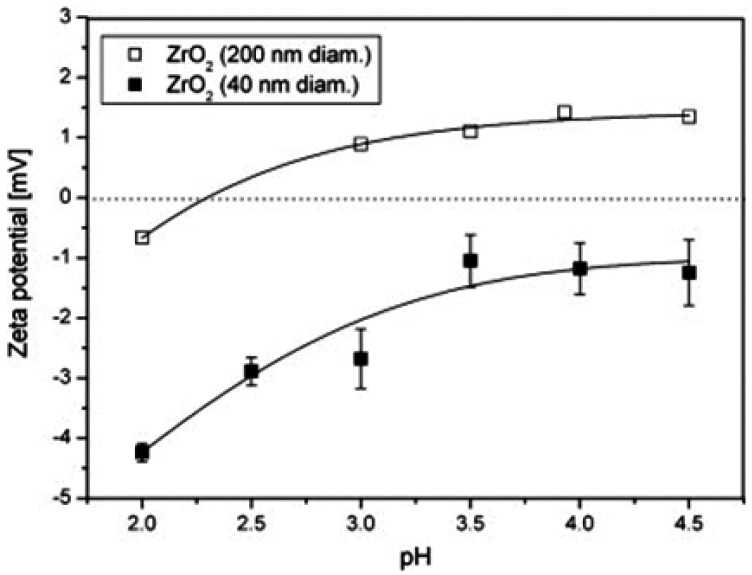 3
2
1
0
-1
-2
-3
-4
-5
Zeta potential [mV]
ZrO₂ (200 nm diam.)
ZrO₂ (40 nm diam.)
2.0 2.5 3.0 3.5 4.0 4.5
pH